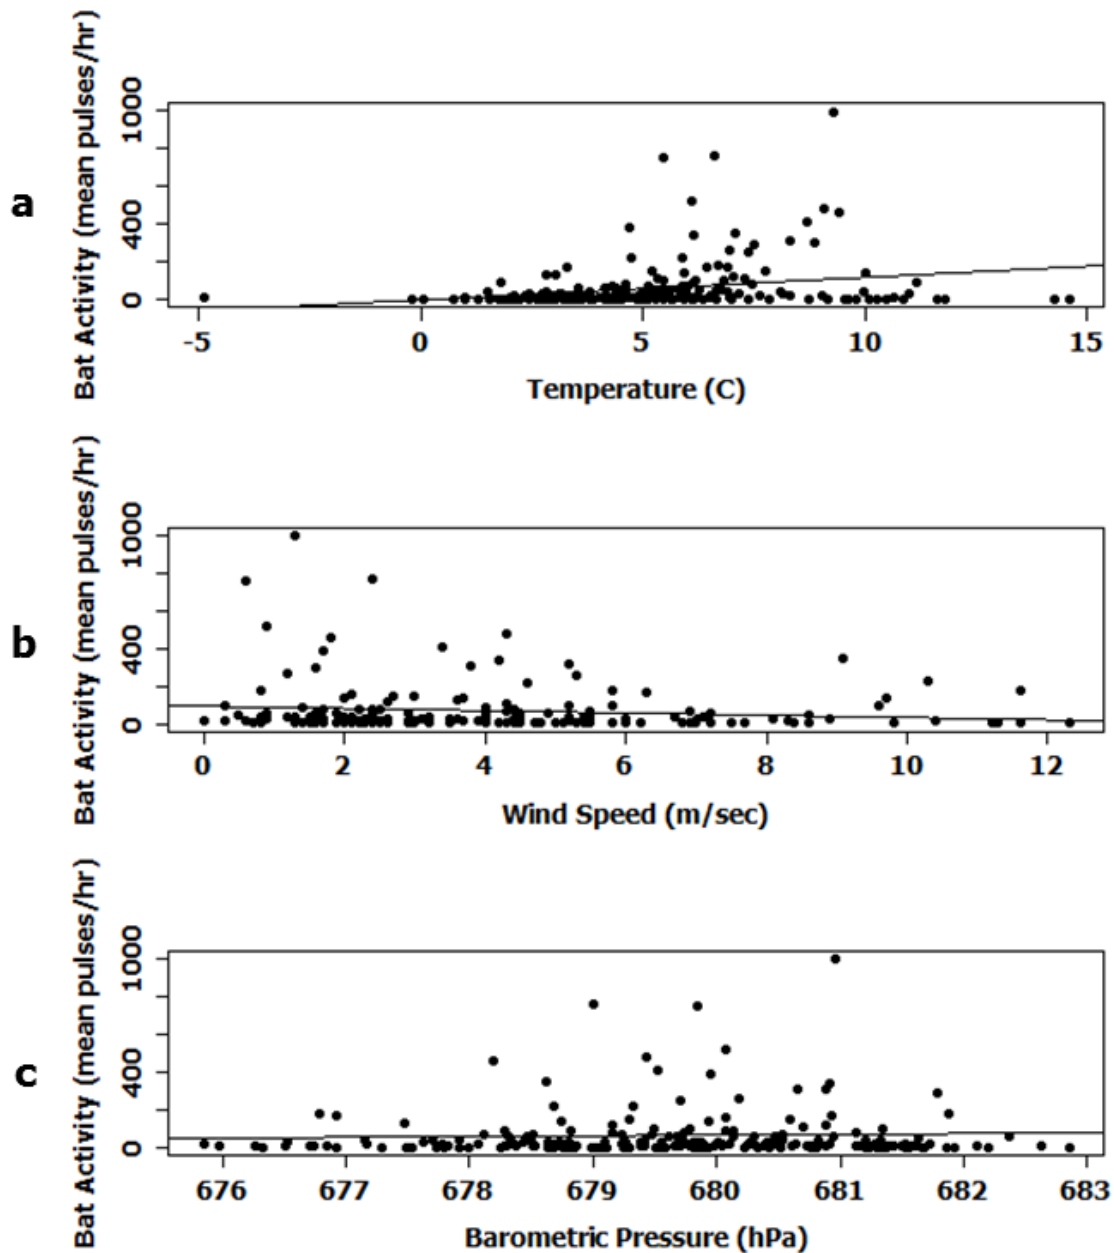 a
Bat Activity (mean pulses/hr)
1000
400
0
-5 0 5 10 15
Temperature (C)
b
Bat Activity (mean pulses/hr)
1000
400
0
0 2 4 6 8 10 12
Wind Speed (m/sec)
c
Bat Activity (mean pulses/hr)
1000
400
0
676 677 678 679 680 681 682 683
Barometric Pressure (hPa)